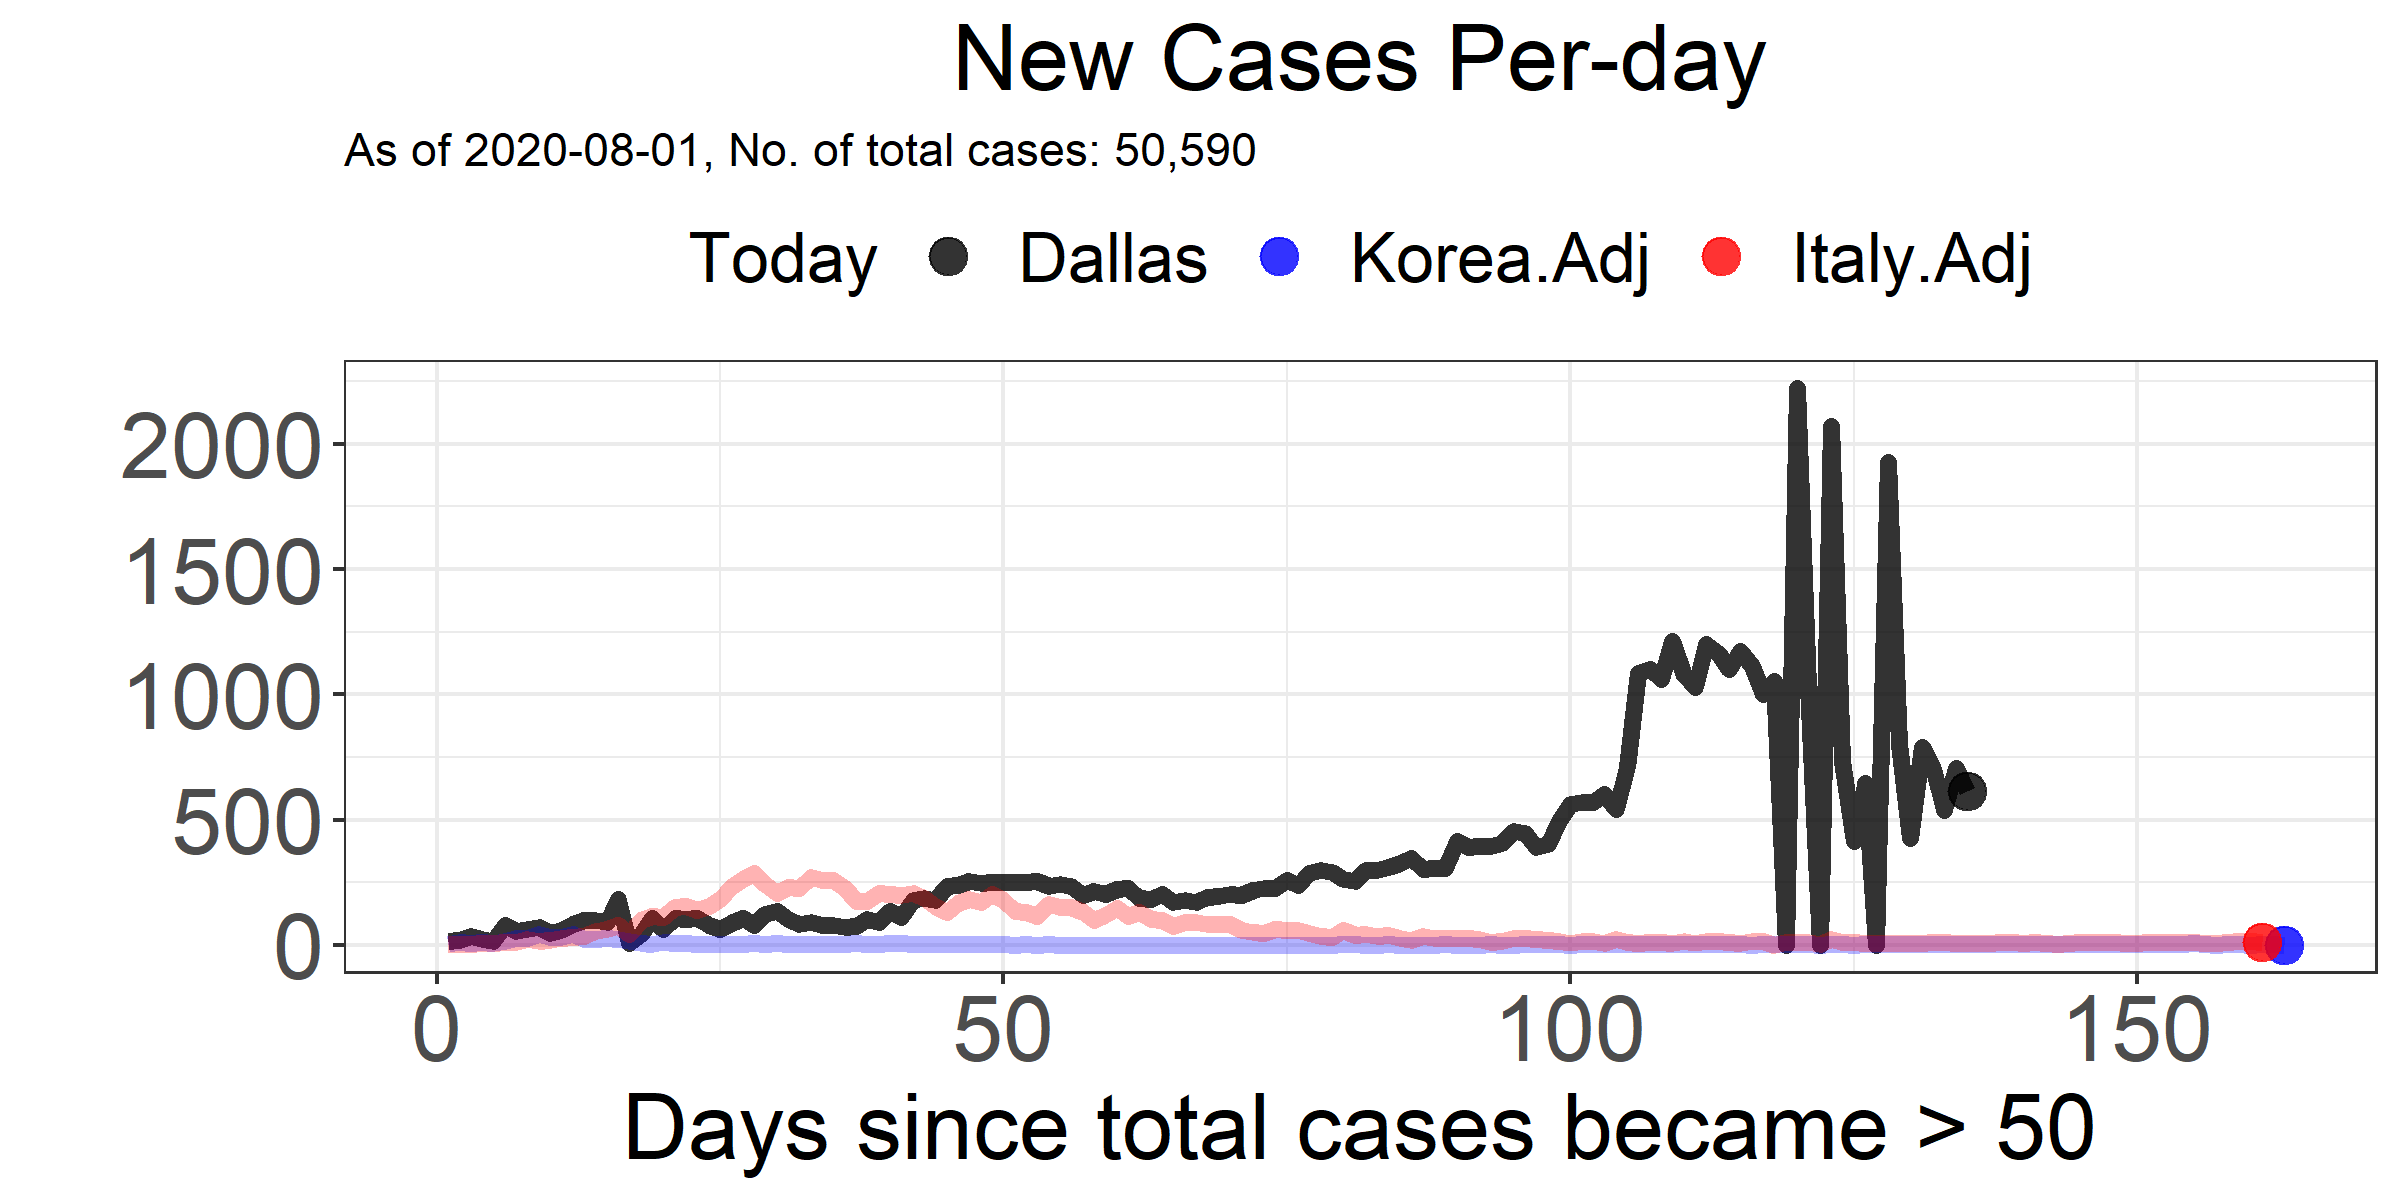 New Cases Per-day
As of 2020-08-01, No. of total cases: 50,590
Today Dallas Korea.Adj Italy.Adj
2000
1500
1000
500
0
0 50 100 150
Days since total cases became > 50